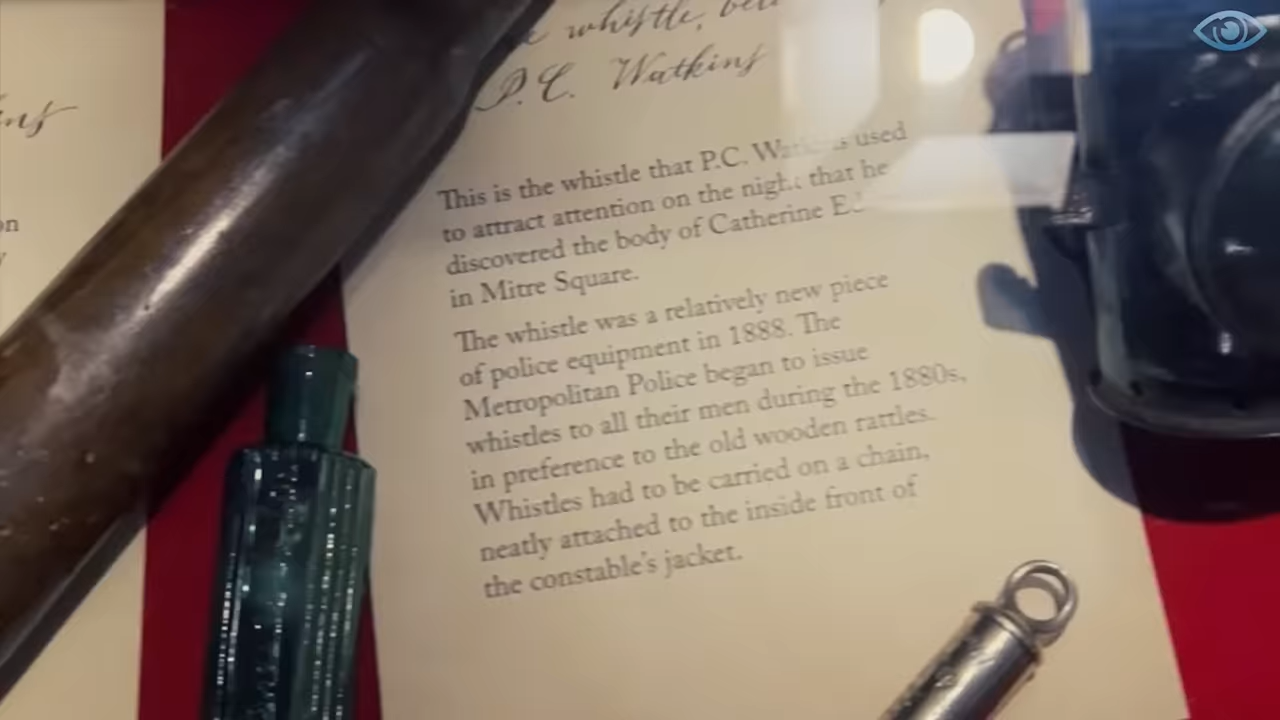 whistle,
P.C. Watkins
This is the whistle that P.C. used
to attract attention on the night that he
discovered the body of Catherine
in Mitre Square.
The whistle was a relatively new piece
of police equipment in 1888. The
Metropolitan Police began to issue
whistles to all their men during the 1880s,
in preference to the old wooden rattles.
Whistles had to be carried on a chain,
neatly attached to the inside front of
the constable's jacket.